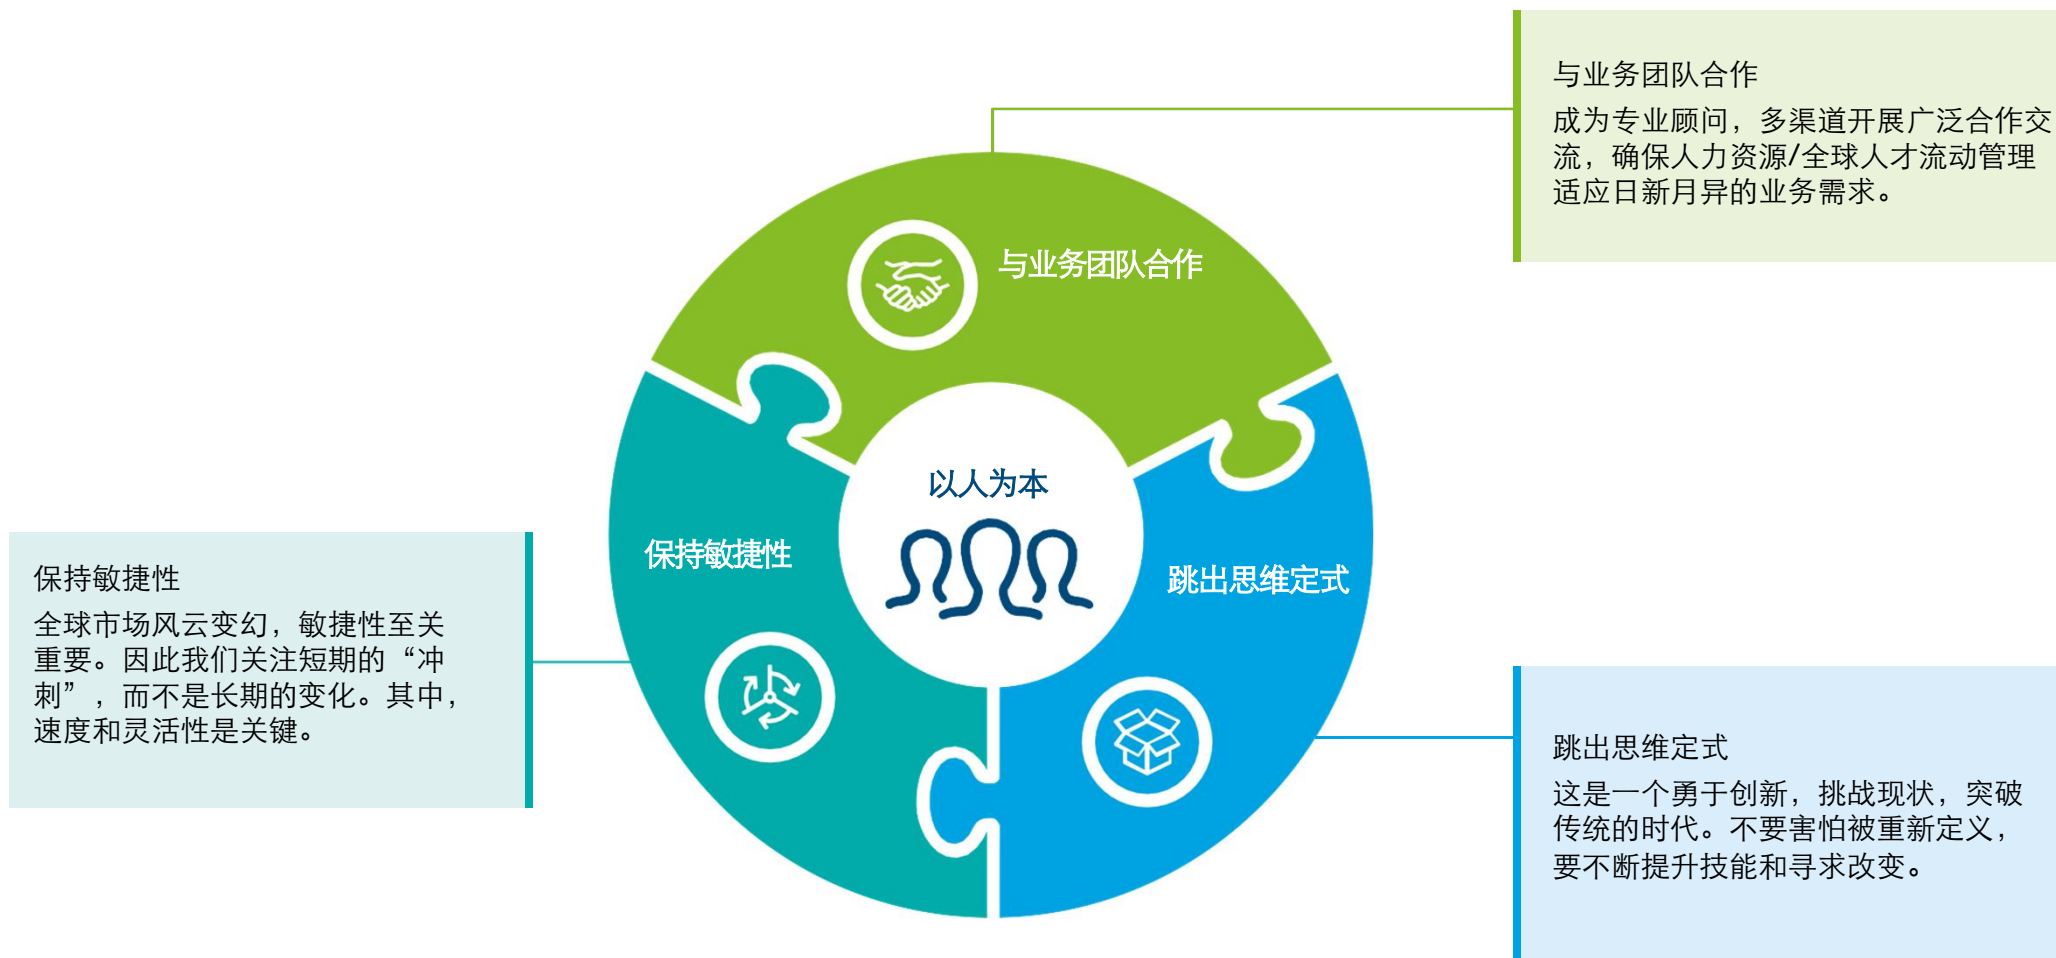 与业务团队合作
成为专业顾问，多渠道开展广泛合作交
流，确保人力资源/全球人才流动管理
适应日新月异的业务需求。
与业务团队合作
以人为本
保持敏捷性
跳出思维定式
保持敏捷性
全球市场风云变幻，敏捷性至关
重要。因此我们关注短期的“冲
刺”，而不是长期的变化。其中，
速度和灵活性是关键。
跳出思维定式
这是一个勇于创新，挑战现状，突破
传统的时代。不要害怕被重新定义，
要不断提升技能和寻求改变。